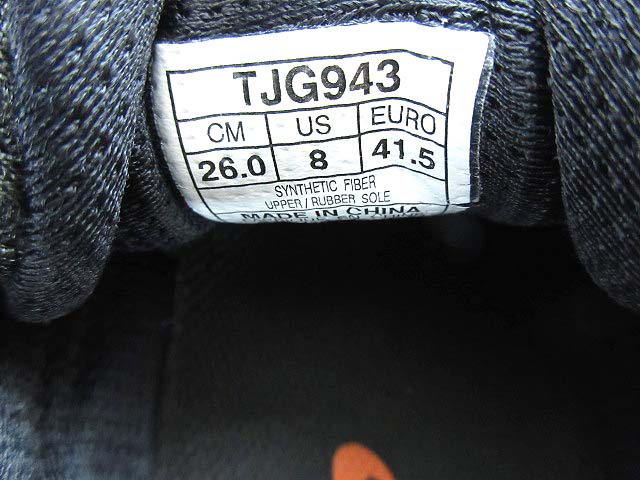 TJG943
CM US EURO
26.0 8 41.5
SYNTHETIC FIBER
UPPER / RUBBER SOLE
MADE IN CHINA